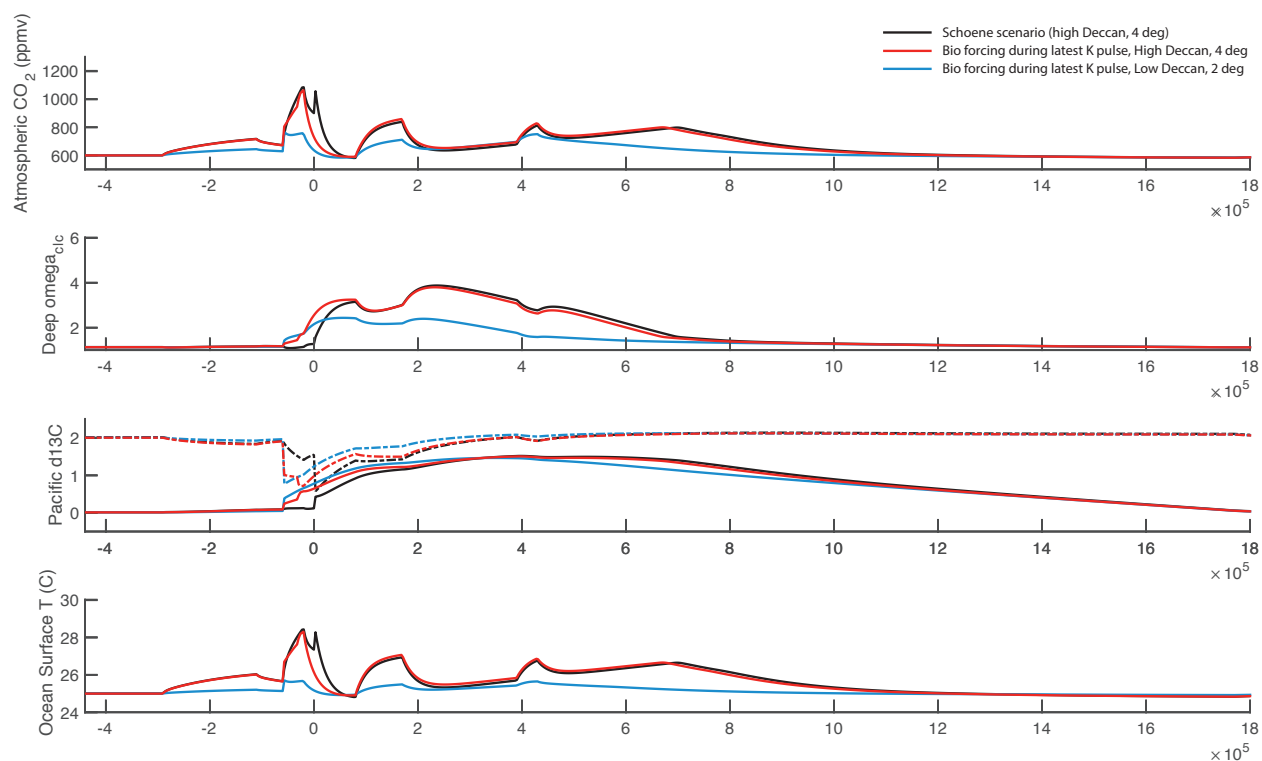 Schoene scenario (high Deccan, 4 deg)
Bio forcing during latest K pulse, High Deccan, 4 deg
Bio forcing during latest K pulse, Low Deccan, 2 deg
Atmospheric CO2 (ppmv)
1200
1000
800
600
-4 -2 0 2 4 6 8 10 12 14 16 18
×10^5
Deep omega_clc
6
4
2
-4 -2 0 2 4 6 8 10 12 14 16 18
×10^5
Pacific d13C
2
1
0
-4 -2 0 2 4 6 8 10 12 14 16 18
×10^5
Ocean Surface T (C)
30
28
26
24
-4 -2 0 2 4 6 8 10 12 14 16 18
×10^5